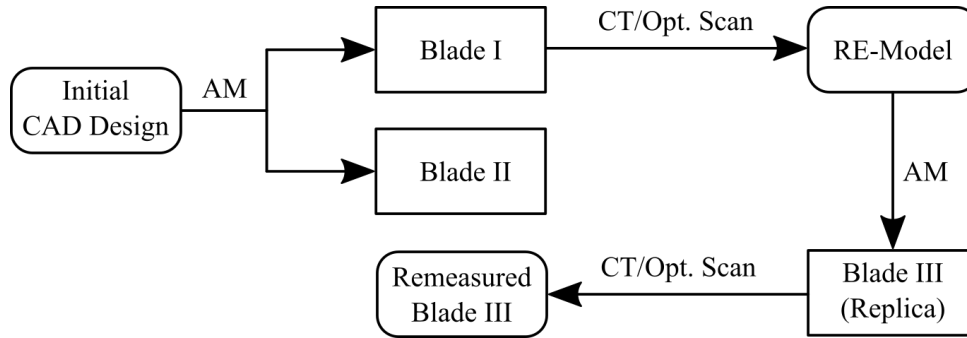 Initial
CAD Design
AM
Blade I
CT/Opt. Scan
RE-Model
Blade II
AM
Remeasured
Blade III
CT/Opt. Scan
Blade III
(Replica)